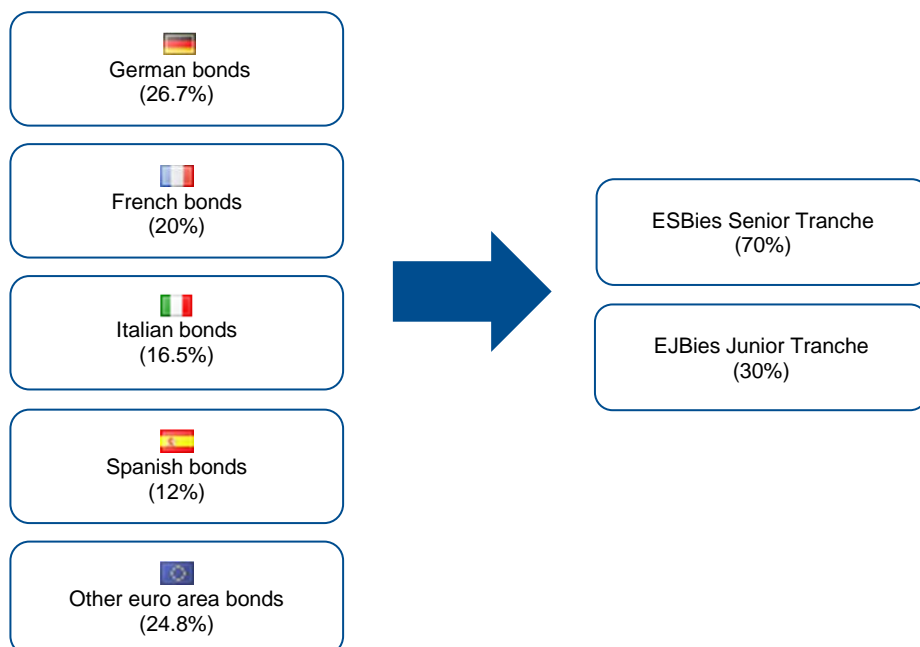 German bonds
(26.7%)
French bonds
(20%)
Italian bonds
(16.5%)
Spanish bonds
(12%)
Other euro area bonds
(24.8%)
ESBies Senior Tranche
(70%)
EJBies Junior Tranche
(30%)